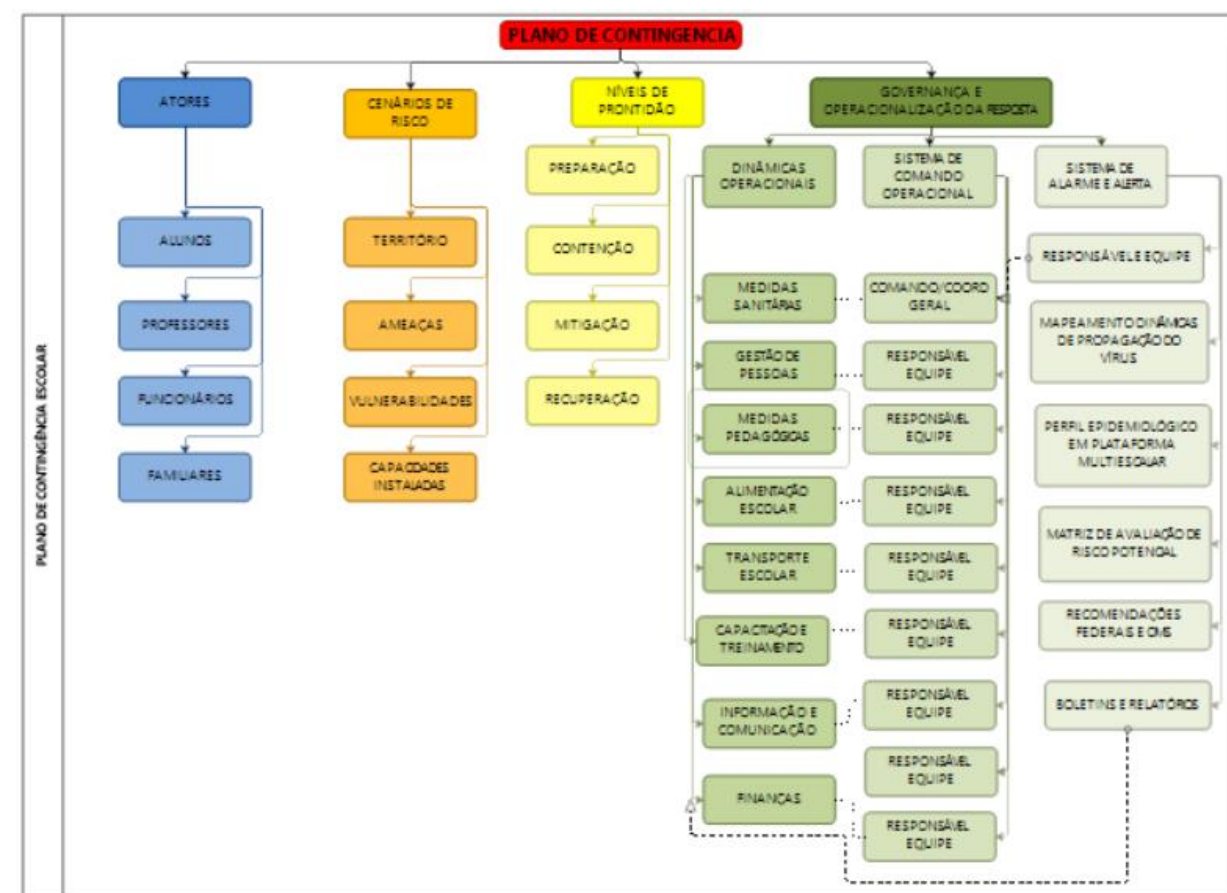 PLANO DE CONTINGENCIA
PLANO DE CONTINGÊNCIA ESCOLAR
ATORES
ALUNOS
PROFESSORES
FUNCIONÁRIOS
FAMILIARES
CENÁRIOS DE
RISCO
TERRITÓRIO
AMEAÇAS
VULNERABILIDADES
CAPACIDADES
INSTALADAS
NÍVEIS DE
PRONTIDÃO
PREPARAÇÃO
CONTENÇÃO
MITIGAÇÃO
RECUPERAÇÃO
GOVERNANÇA E
OPERACIONALIZAÇÃO DA RESPOSTA
DINÂMICAS
OPERACIONAIS
MEDIDAS
SANITÁRIAS
GESTÃO DE
PESSOAS
MEDIDAS
PEDAGÓGICAS
ALIMENTAÇÃO
ESCOLAR
TRANSPORTE
ESCOLAR
CAPACITAÇÃO E
TREINAMENTO
INFORMAÇÃO E
COMUNICAÇÃO
FINANÇAS
SISTEMA DE
COMANDO
OPERACIONAL
COMANDO/COORD
GERAL
RESPONSÁVEL
EQUIPE
RESPONSÁVEL
EQUIPE
RESPONSÁVEL
EQUIPE
RESPONSÁVEL
EQUIPE
RESPONSÁVEL
EQUIPE
RESPONSÁVEL
EQUIPE
RESPONSÁVEL
EQUIPE
RESPONSÁVEL
EQUIPE
SISTEMA DE
ALARME E ALERTA
RESPONSÁVEL E EQUIPE
MAPEAMENTO DINÂMICAS
DE PROPAGAÇÃO DO
VÍRUS
PERFIL EPIDEMIOLÓGICO
EM PLATAFORMA
MULTIESCALAR
MATRIZ DE AVALIAÇÃO DE
RISCO POTENCIAL
RECOMENDAÇÕES
FEDERAIS E OMS
BOLETINS E RELATÓRIOS